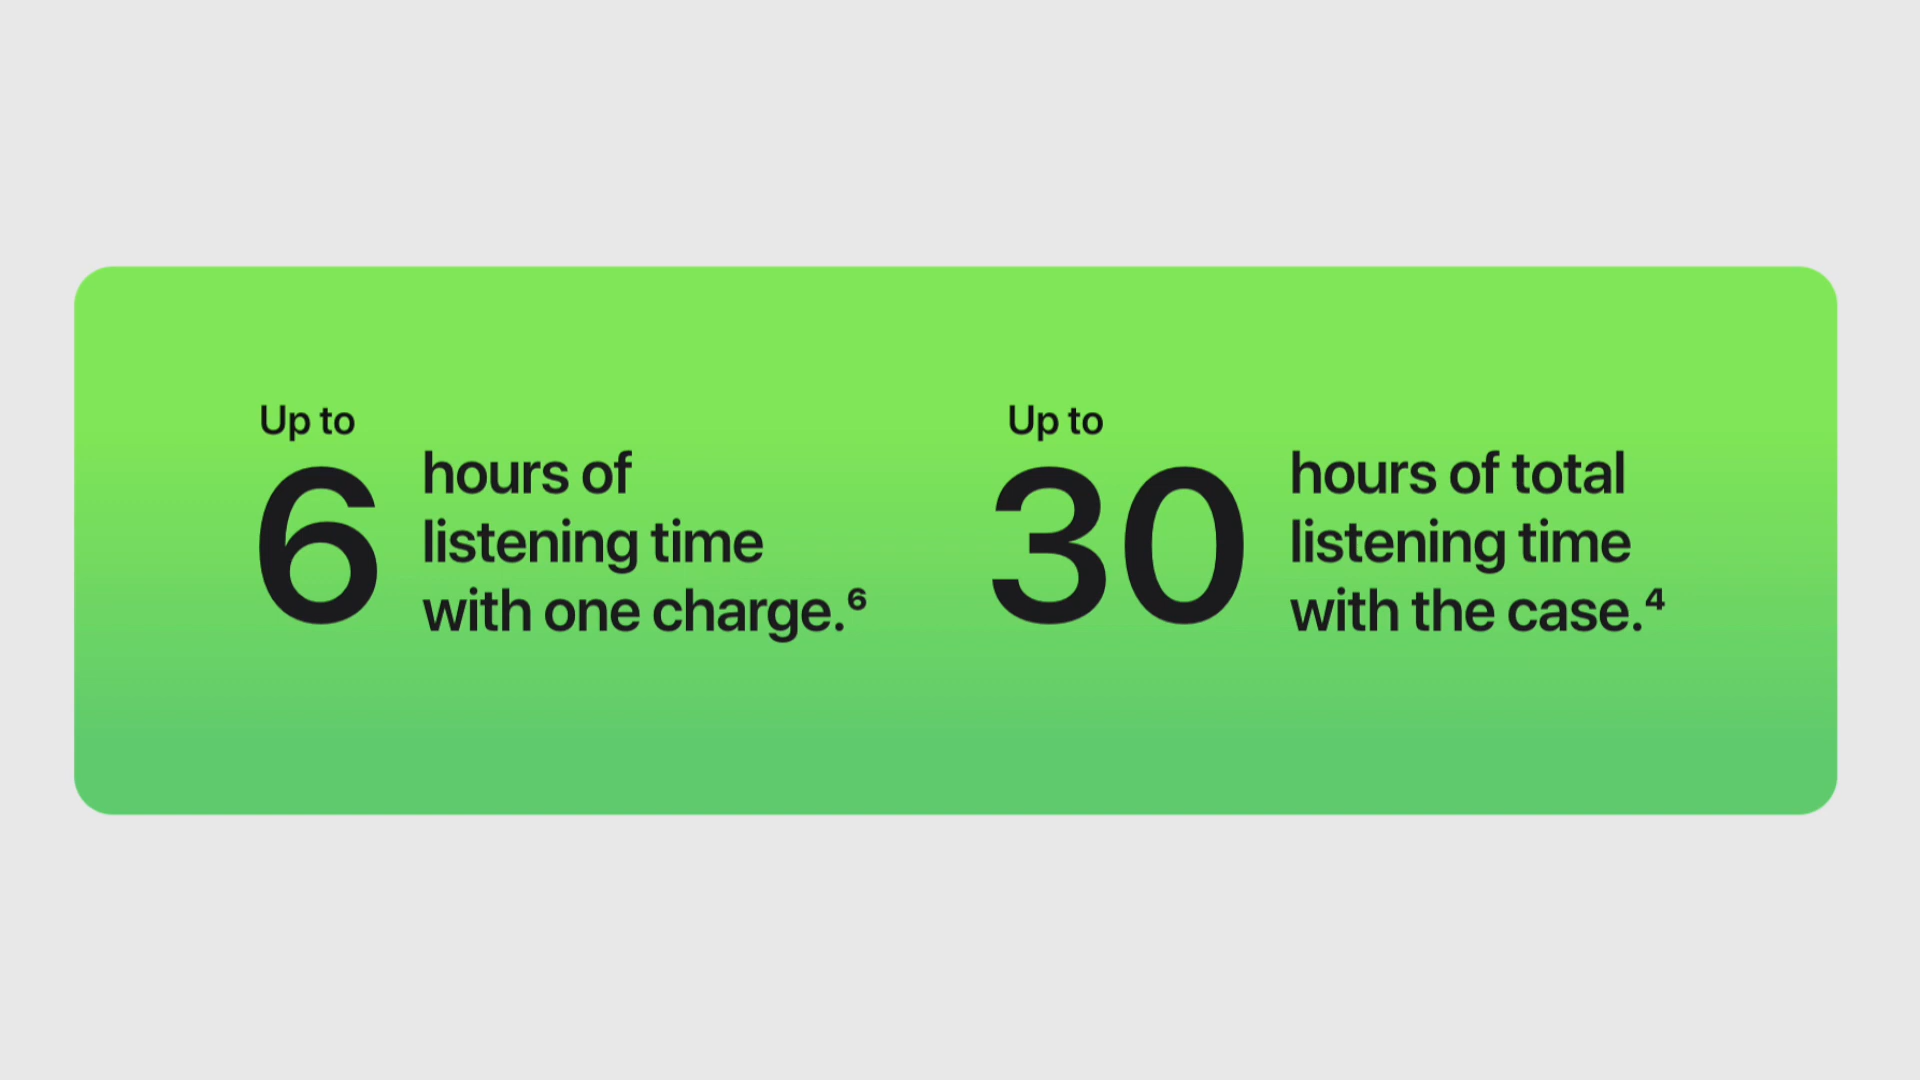 Up to
6
hours of
listening time
with one charge.⁶
Up to
30
hours of total
listening time
with the case.⁴